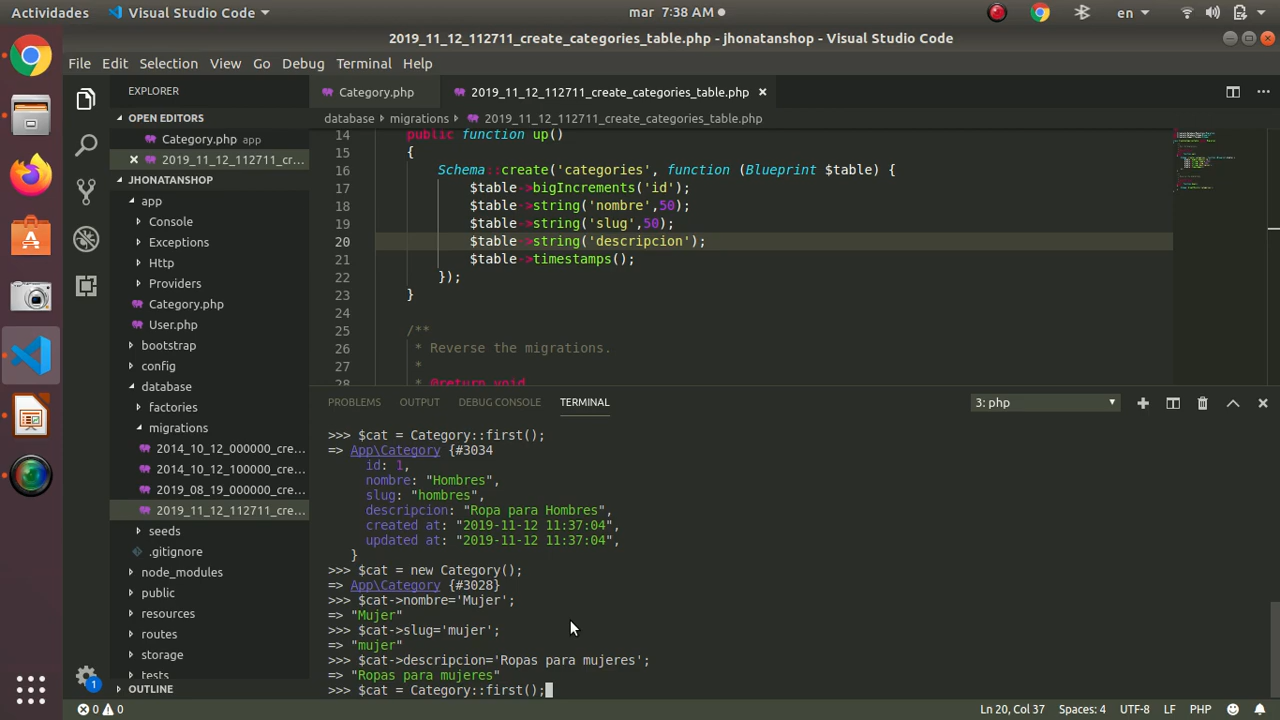 Actividades
Visual Studio Code
mar 7:38 AM
en
2019_11_12_112711_create_categories_table.php - jhonatanshop - Visual Studio Code
File Edit Selection View Go Debug Terminal Help
EXPLORER
OPEN EDITORS
Category.php app
2019_11_12_112711_cr...
JHONATANSHOP
app
Console
Exceptions
Http
Providers
Category.php
User.php
bootstrap
config
database
factories
migrations
2014_10_12_000000_cre...
2014_10_12_100000_cre...
2019_08_19_000000_cre...
2019_11_12_112711_cre...
seeds
.gitignore
node_modules
public
resources
routes
storage
tests
OUTLINE
1
Category.php
2019_11_12_112711_create_categories_table.php
database migrations 2019_11_12_112711_create_categories_table.php
14 public function up()
15 {
16 Schema::create('categories', function (Blueprint $table) {
17 $table->bigIncrements('id');
18 $table->string('nombre',50);
19 $table->string('slug',50);
20 $table->string('descripcion');
21 $table->timestamps();
22 });
23 }
24
25 /**
26 * Reverse the migrations.
27 *
28 * @return void
PROBLEMS OUTPUT DEBUG CONSOLE TERMINAL
3: php
>>> $cat = Category::first();
=> App\Category {#3034
id: 1,
nombre: "Hombres",
slug: "hombres",
descripcion: "Ropa para Hombres",
created at: "2019-11-12 11:37:04",
updated at: "2019-11-12 11:37:04",
}
>>> $cat = new Category();
=> App\Category {#3028}
>>> $cat->nombre='Mujer';
=> "Mujer"
>>> $cat->slug='mujer';
=> "mujer"
>>> $cat->descripcion='Ropas para mujeres';
=> "Ropas para mujeres"
>>> $cat = Category::first();
0 0
Ln 20, Col 37 Spaces: 4 UTF-8 LF PHP